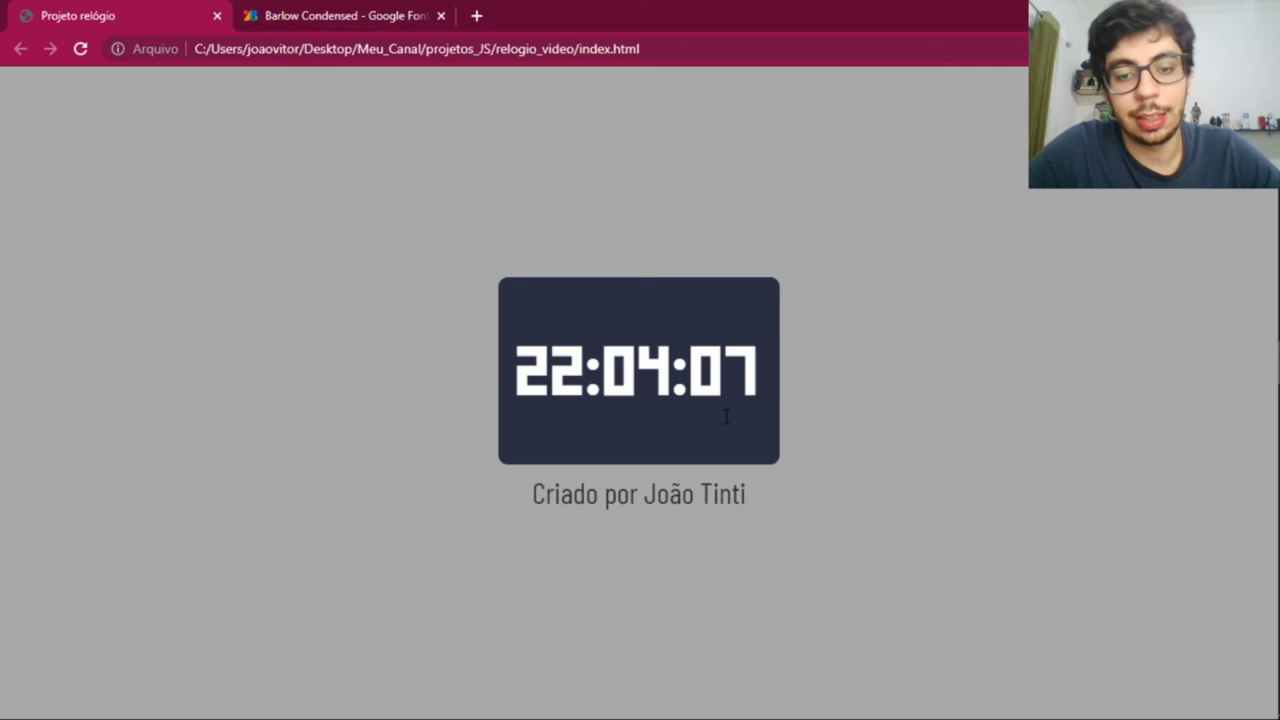 Projeto relógio
Barlow Condensed - Google Font
Arquivo
C:/Users/joaovitor/Desktop/Meu_Canal/projetos_JS/relogio_video/index.html
22:04:07
Criado por João Tinti